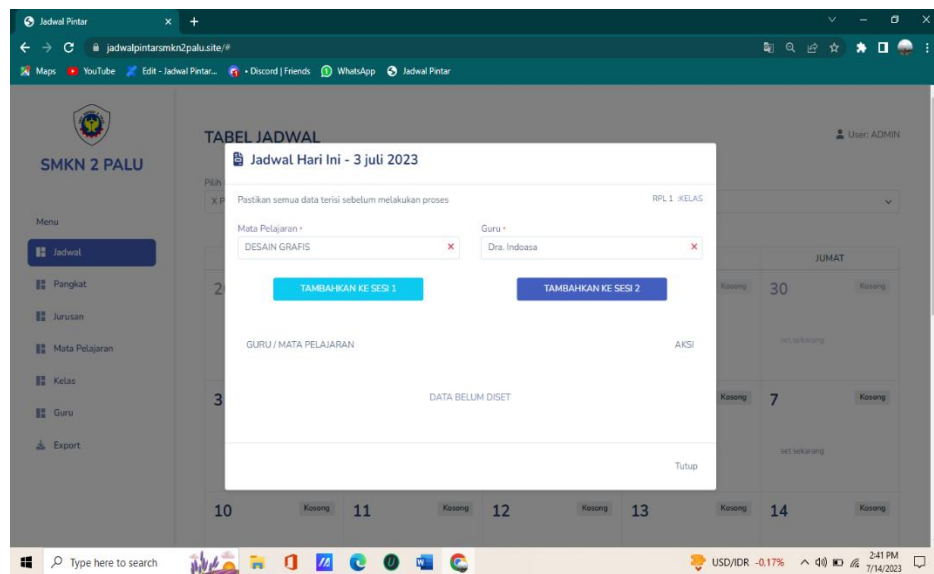 Jadwal Pintar
jadwalpintarsmkn2palu.site/#
Maps YouTube Edit - Jadwal Pintar... • Discord | Friends WhatsApp Jadwal Pintar
SMKN 2 PALU
Menu
Jadwal
Pangkat
Jurusan
Mata Pelajaran
Kelas
Guru
Export
TABEL JADWAL
User: ADMIN
Pilih
X P
JUMAT
Jadwal Hari Ini - 3 juli 2023
Pastikan semua data terisi sebelum melakukan proses
RPL 1 :KELAS
Mata Pelajaran * Guru *
DESAIN GRAFIS Dra. Indoasa
TAMBAHKAN KE SESI 1 TAMBAHKAN KE SESI 2
GURU / MATA PELAJARAN AKSI
DATA BELUM DISET
Tutup
2 Kosong 30 Kosong
set sekarang
3 Kosong 7 Kosong
set sekarang
10 Kosong 11 Kosong 12 Kosong 13 Kosong 14 Kosong
Type here to search
USD/IDR -0.17%
2:41 PM
7/14/2023